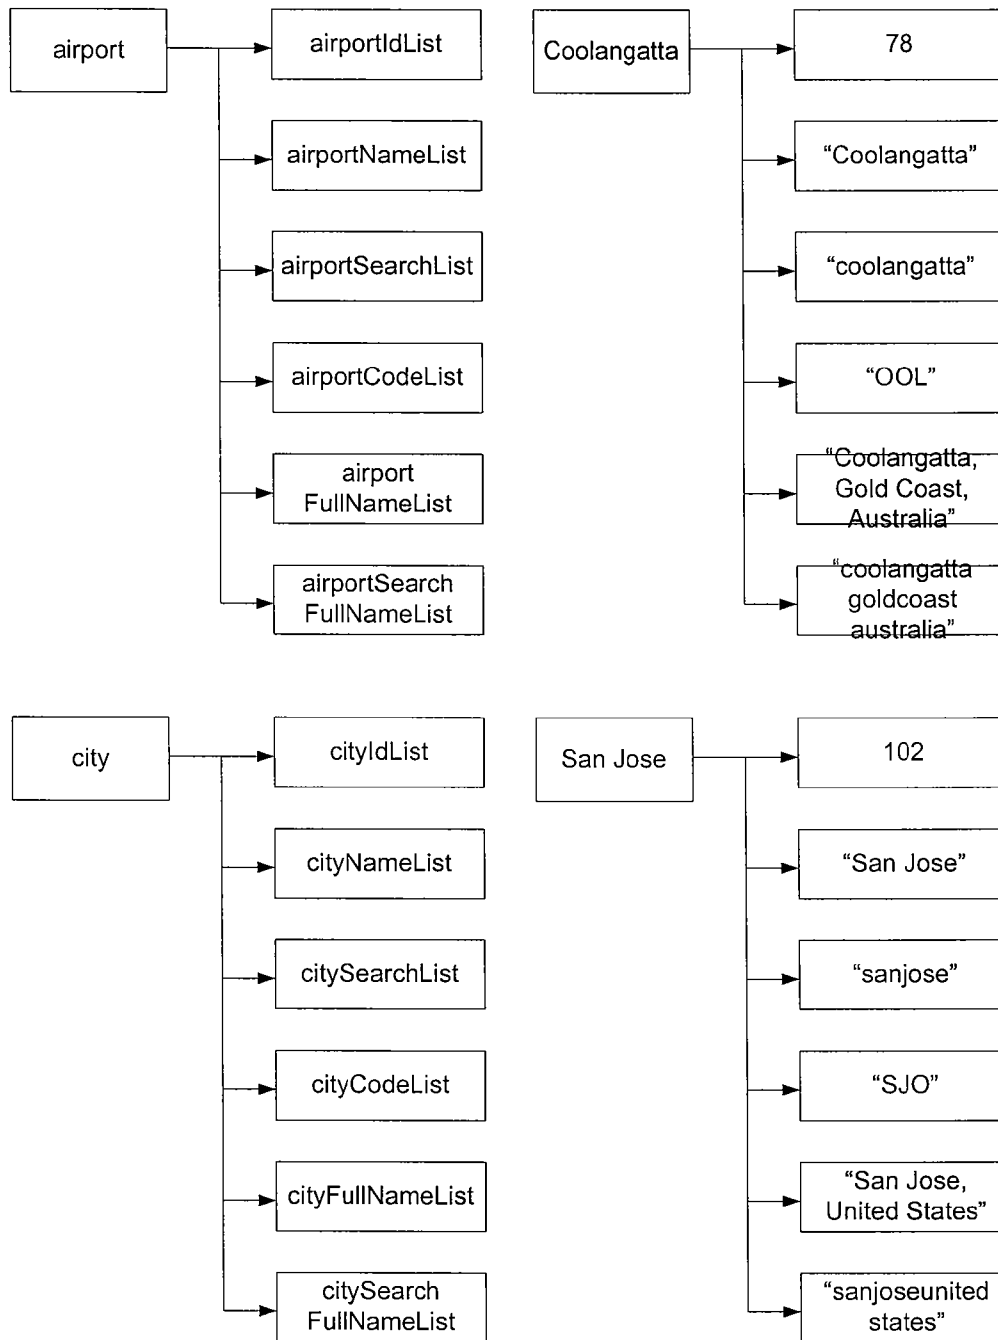 airport
airportIdList
airportNameList
airportSearchList
airportCodeList
airport
FullNameList
airportSearch
FullNameList
Coolangatta
78
“Coolangatta”
“coolangatta”
“OOL”
“Coolangatta,
Gold Coast,
Australia”
“coolangatta
goldcoast
australia”
city
cityIdList
cityNameList
citySearchList
cityCodeList
cityFullNameList
citySearch
FullNameList
San Jose
102
“San Jose”
“sanjose”
“SJO”
“San Jose,
United States”
“sanjoseunited
states”